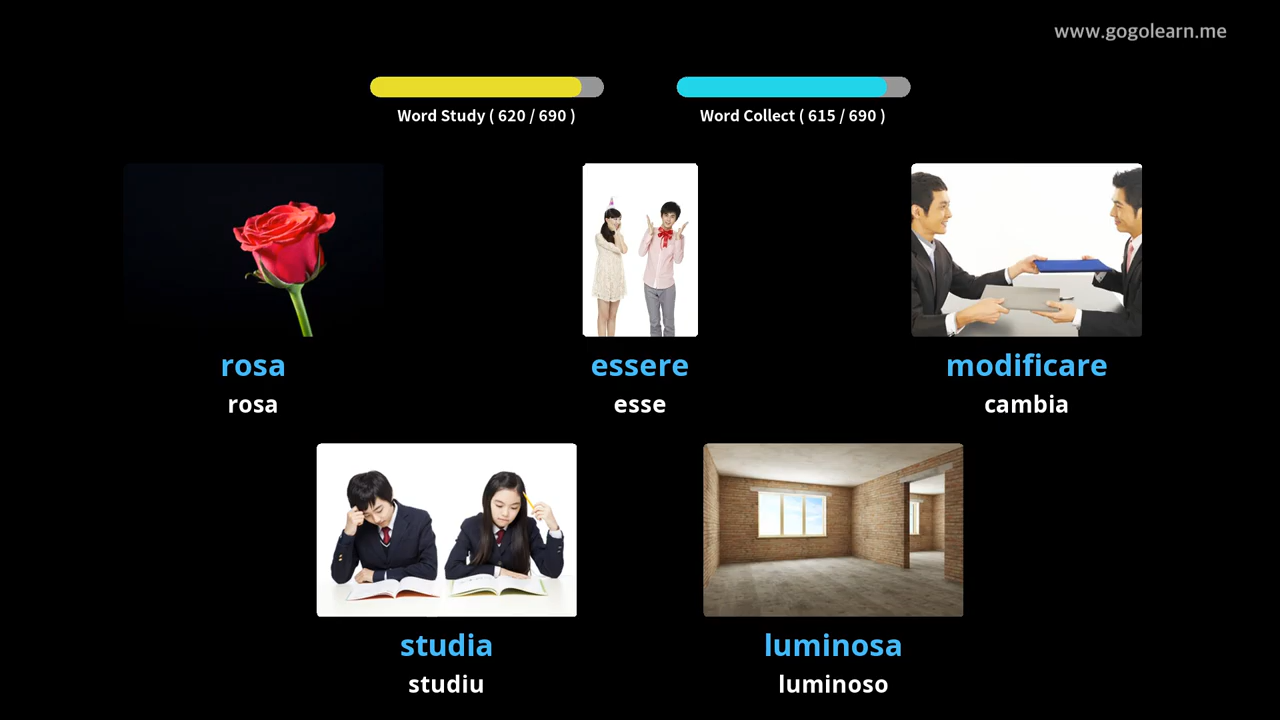 www.gogolearn.me
Word Study ( 620 / 690 )
Word Collect ( 615 / 690 )
rosa
rosa
essere
esse
modificare
cambia
studia
studiu
luminosa
luminoso